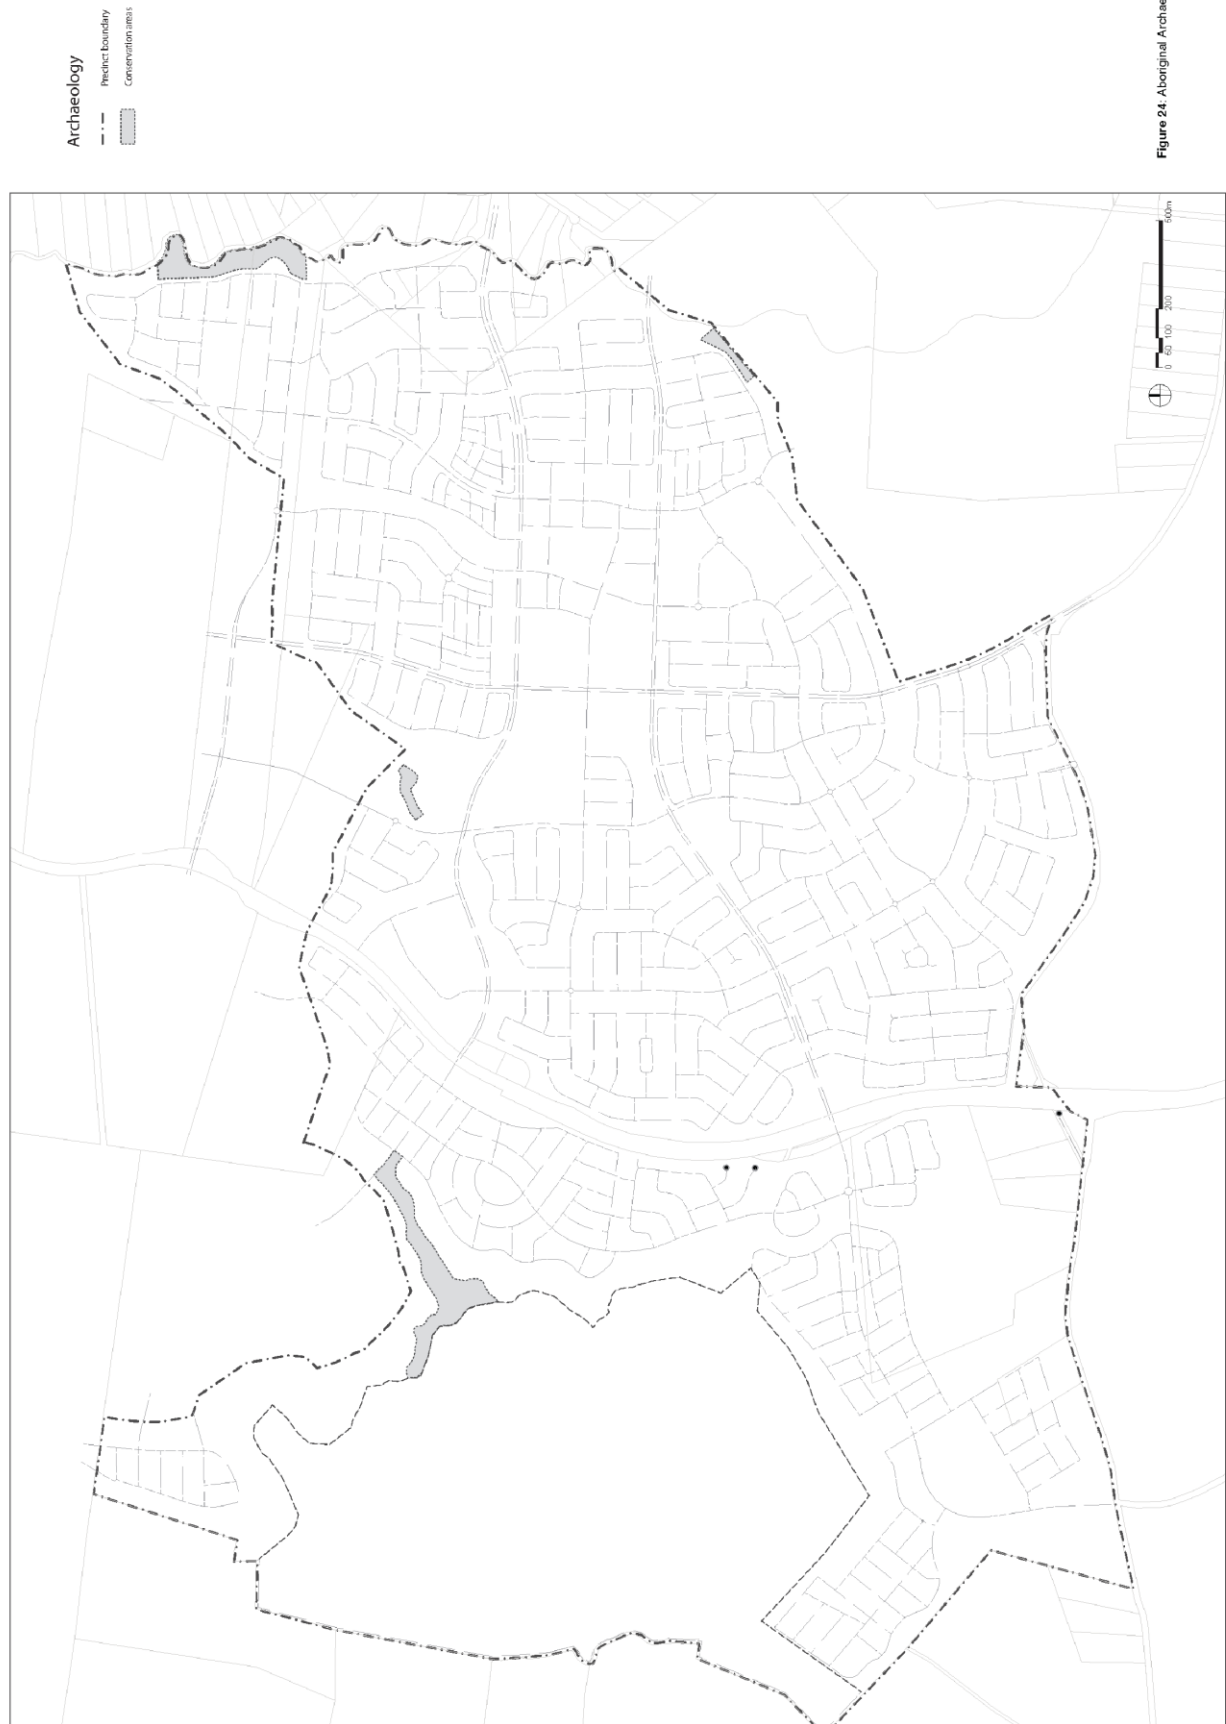 Archaeology
Precinct boundary
Conservation areas
0 50 100 200 500m
Figure 24: Aboriginal Archae